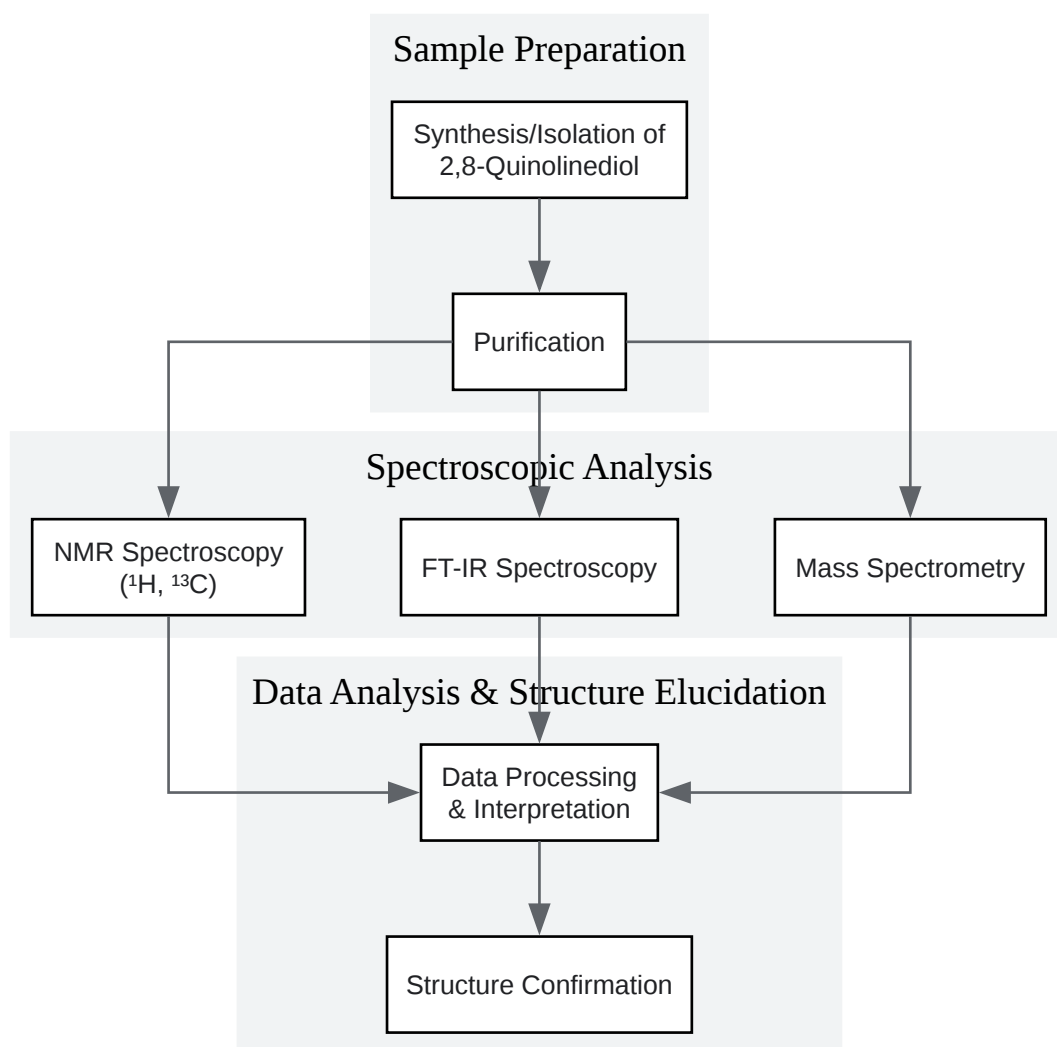 Sample Preparation
Synthesis/Isolation of
2,8-Quinolinediol
Purification
Spectroscopic Analysis
NMR Spectroscopy
(¹H, ¹³C)
FT-IR Spectroscopy
Mass Spectrometry
Data Analysis & Structure Elucidation
Data Processing
& Interpretation
Structure Confirmation